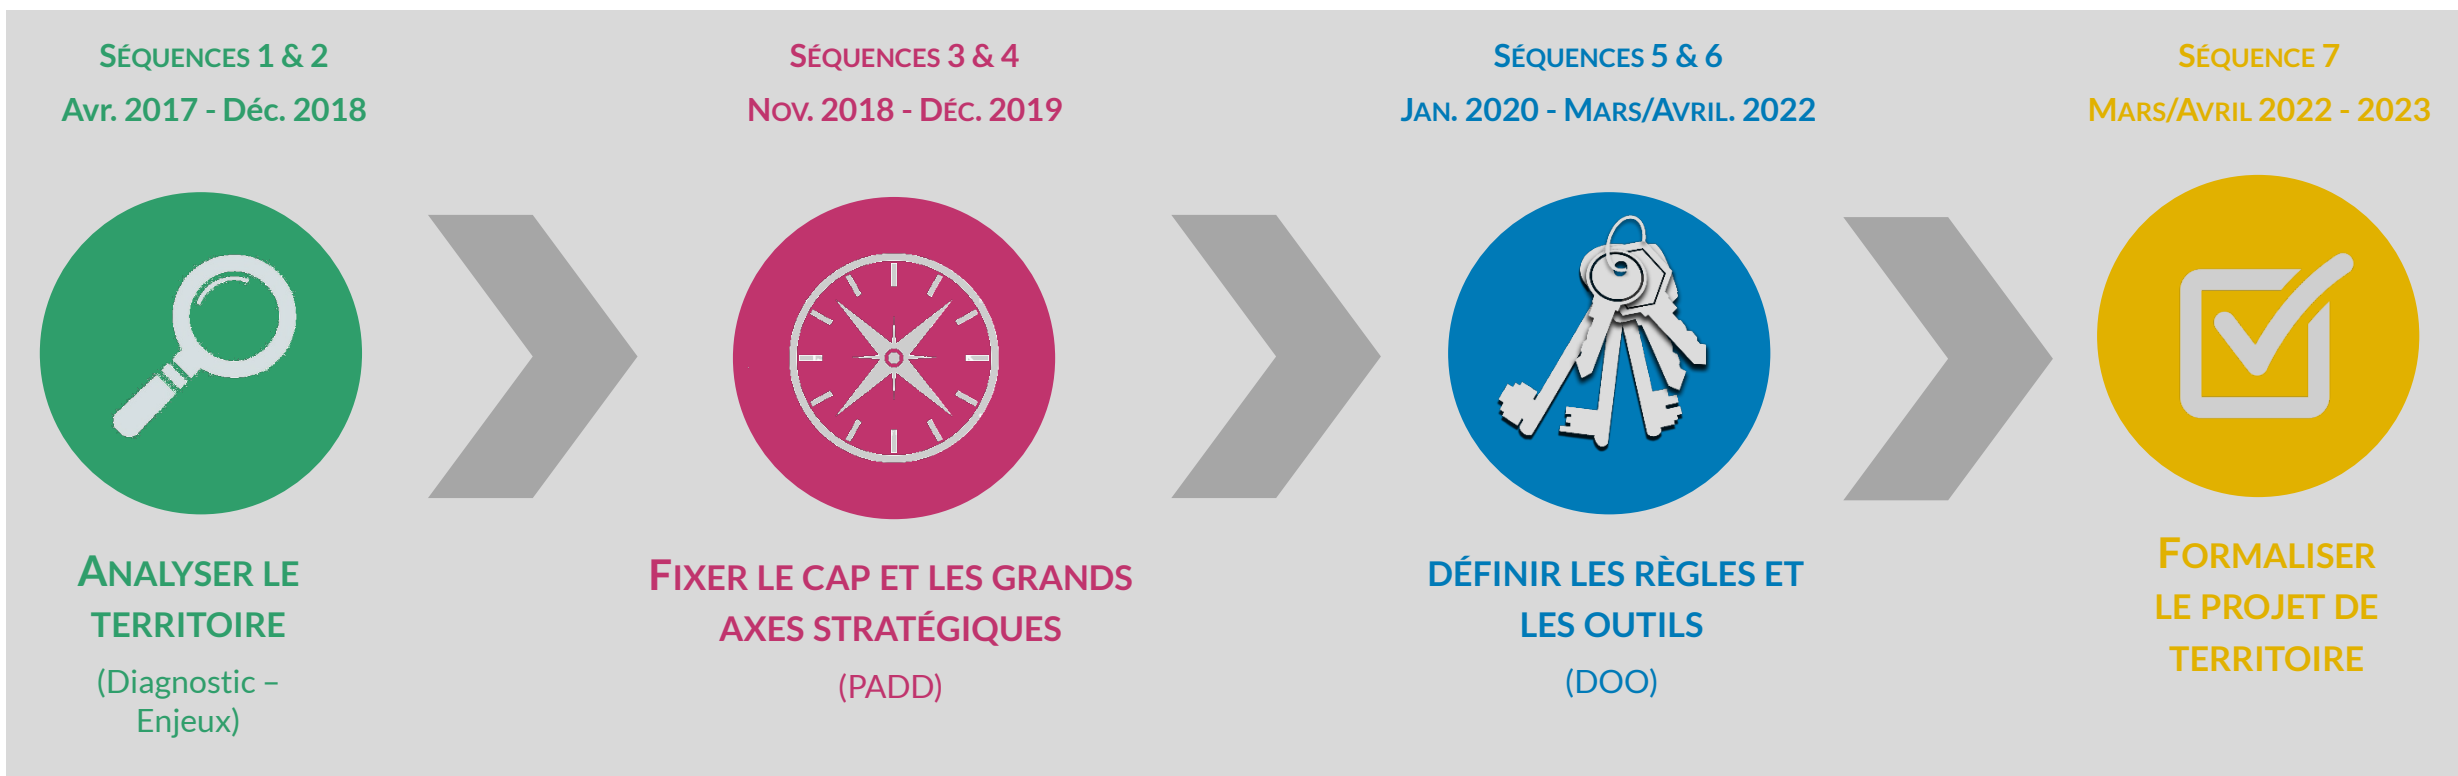 SÉQUENCES 1 & 2
Avr. 2017 - Déc. 2018
ANALYSER LE
TERRITOIRE
(Diagnostic –
Enjeux)
SÉQUENCES 3 & 4
NOV. 2018 - DÉC. 2019
FIXER LE CAP ET LES GRANDS
AXES STRATÉGIQUES
(PADD)
SÉQUENCES 5 & 6
JAN. 2020 - MARS/AVRIL. 2022
DÉFINIR LES RÈGLES ET
LES OUTILS
(DOO)
SÉQUENCE 7
MARS/AVRIL 2022 - 2023
FORMALISER
LE PROJET DE
TERRITOIRE